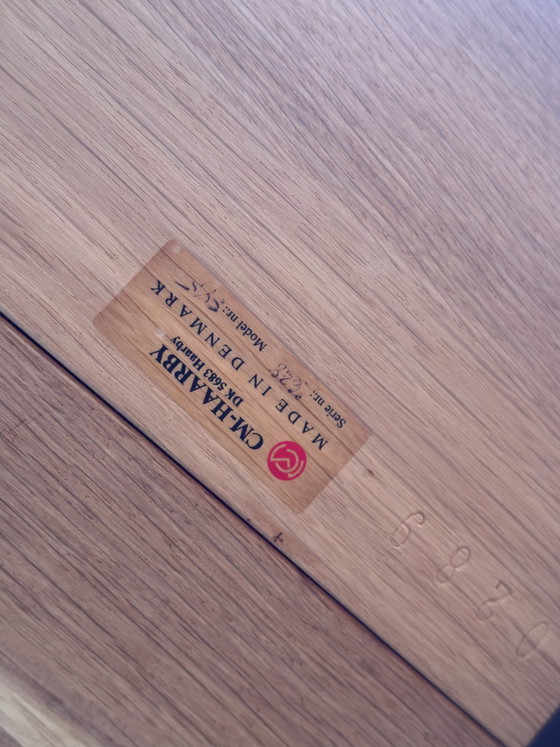 CM-HAARBY
DK 5683 Haarby
MADE IN DENMARK
Serie nr.: Model nr.: